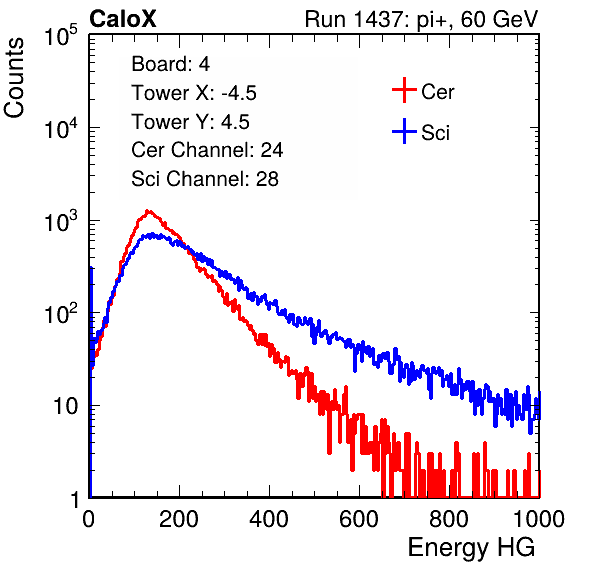 CaloX Run 1437: pi+, 60 GeV
Counts
10^5
10^4
10^3
10^2
10
1
Board: 4
Tower X: -4.5
Tower Y: 4.5
Cer Channel: 24
Sci Channel: 28
Cer
Sci
0 200 400 600 800 1000
Energy HG